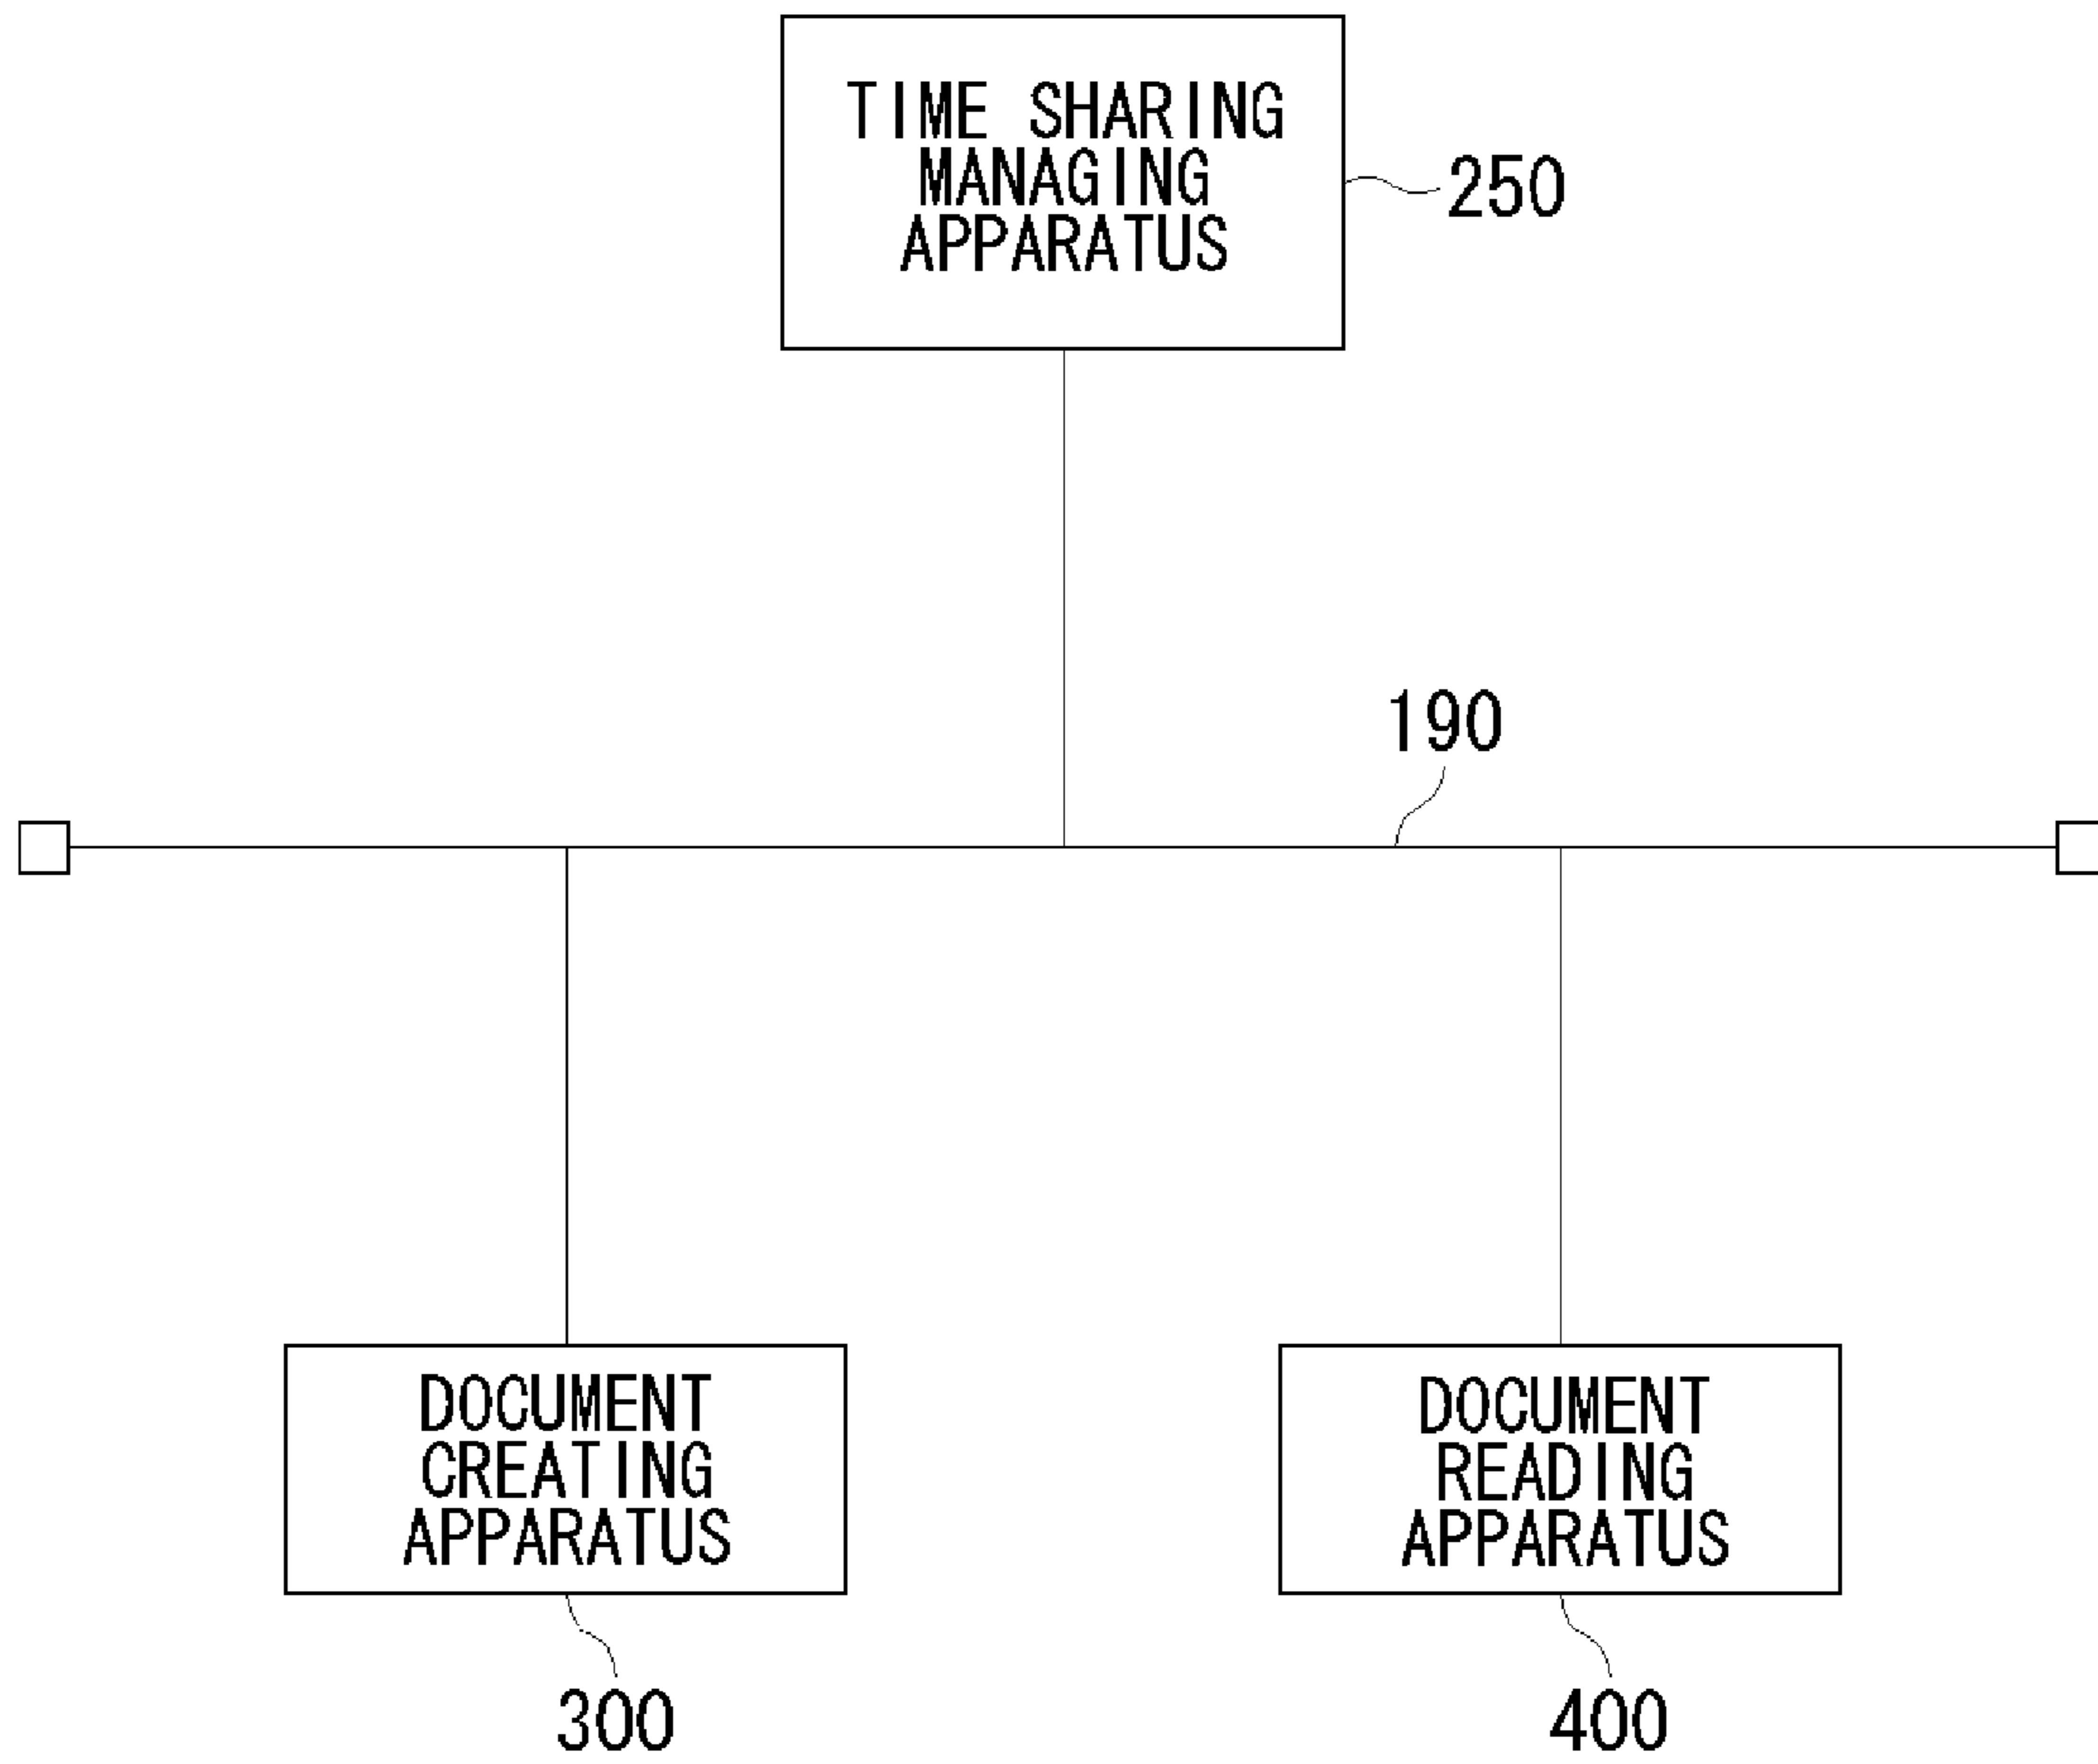 TIME SHARING
MANAGING
APPARATUS
250
190
DOCUMENT
CREATING
APPARATUS
300
DOCUMENT
READING
APPARATUS
400